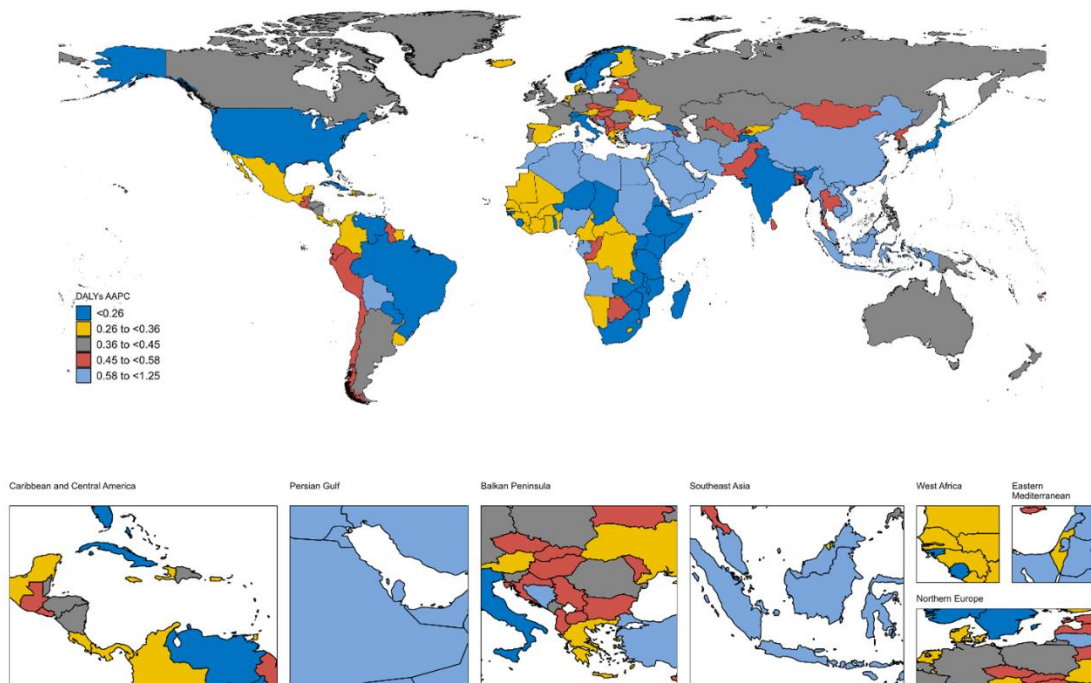 DALYs AAPC
<0.26
0.26 to <0.36
0.36 to <0.45
0.45 to <0.58
0.58 to <1.25
Caribbean and Central America
Persian Gulf
Balkan Peninsula
Southeast Asia
West Africa
Eastern
Mediterranean
Northern Europe